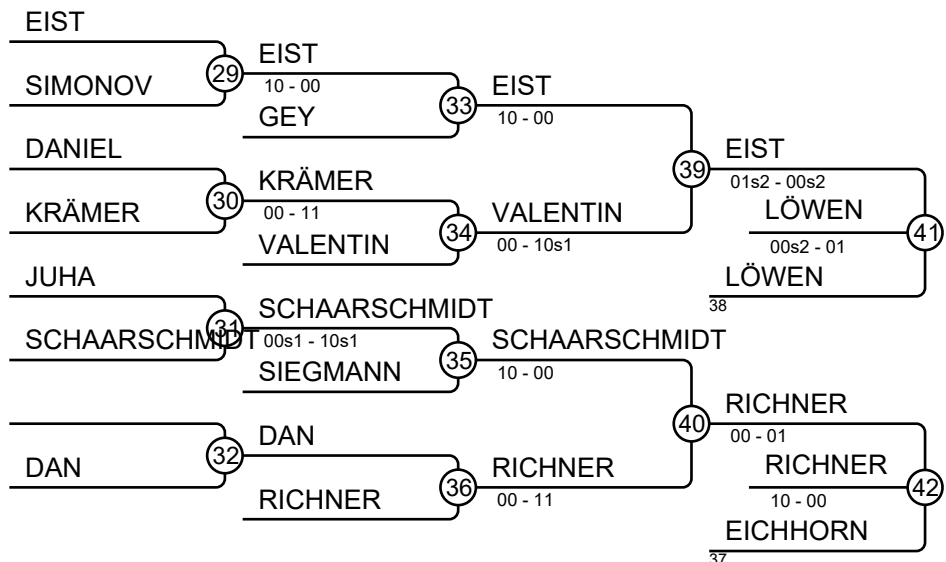 EIST
SIMONOV
29
EIST
10 - 00
GEY
33
EIST
10 - 00
DANIEL
KRÄMER
30
KRÄMER
00 - 11
VALENTIN
34
VALENTIN
00 - 10s1
39
EIST
01s2 - 00s2
LÖWEN
00s2 - 01
LÖWEN
38
41
JUHA
SCHAARSCHMIDT
31
SCHAARSCHMIDT
00s1 - 10s1
SIEGMANN
35
SCHAARSCHMIDT
10 - 00
DAN
32
DAN
RICHNER
36
RICHNER
00 - 11
40
RICHNER
00 - 01
RICHNER
10 - 00
EICHHORN
37
42